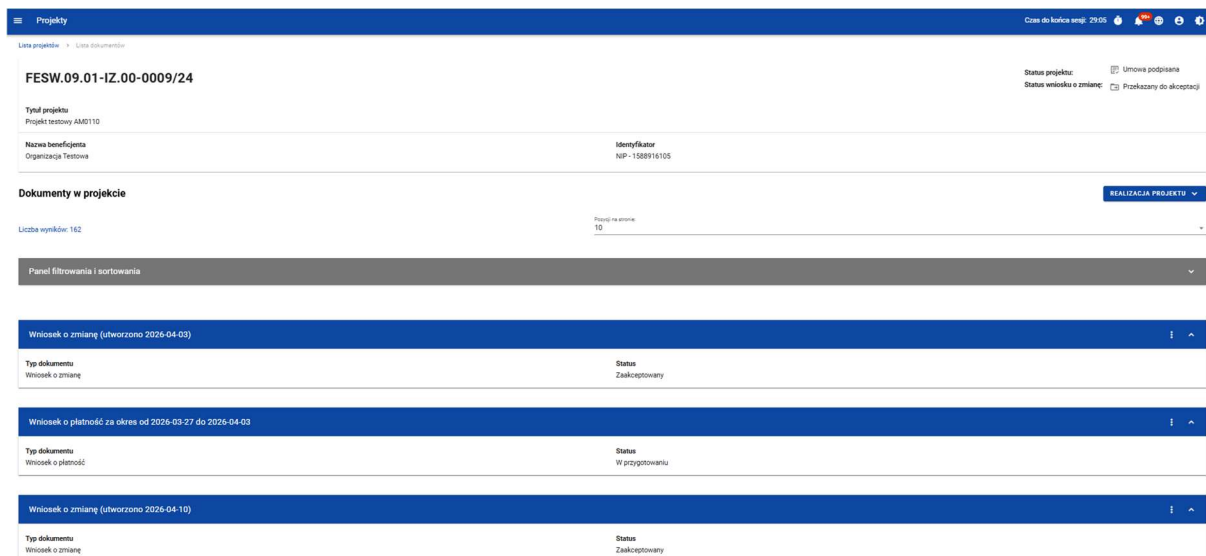 Projekty
Czas do końca sesji: 29:05
99+
Lista projektów > Lista dokumentów
FESW.09.01-IZ.00-0009/24
Status projektu: Umowa podpisana
Status wniosku o zmianę: Przekazany do akceptacji
Tytuł projektu
Projekt testowy AM0110
Nazwa beneficjenta
Organizacja Testowa
Identyfikator
NIP - 1588916105
Dokumenty w projekcie
REALIZACJA PROJEKTU
Liczba wyników: 162
Pozycji na stronie:
10
Panel filtrowania i sortowania
Wniosek o zmianę (utworzono 2026-04-03)
Typ dokumentu
Wniosek o zmianę
Status
Zaakceptowany
Wniosek o płatność za okres od 2026-03-27 do 2026-04-03
Typ dokumentu
Wniosek o płatność
Status
W przygotowaniu
Wniosek o zmianę (utworzono 2026-04-10)
Typ dokumentu
Wniosek o zmianę
Status
Zaakceptowany